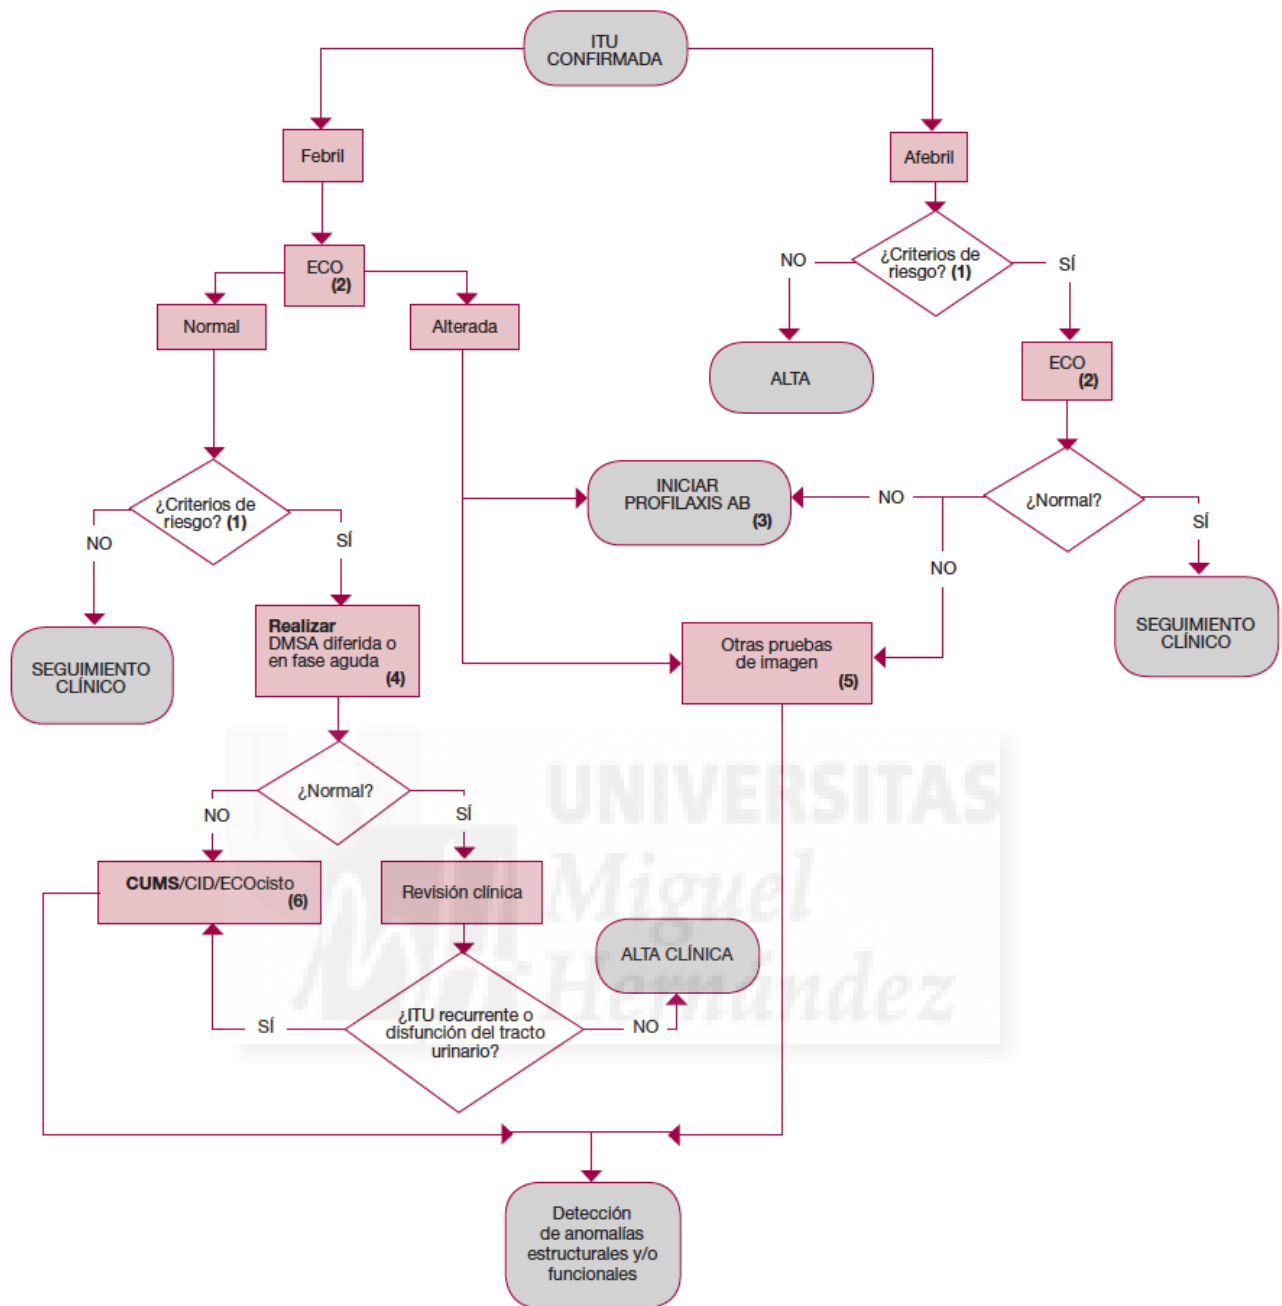 ITU
CONFIRMADA
Febril
Afebril
ECO
(2)
¿Criterios de
riesgo? (1)
NO
SÍ
Normal
Alterada
ALTA
ECO
(2)
INICIAR
PROFILAXIS AB
(3)
NO
¿Normal?
¿Criterios de
riesgo? (1)
NO
SÍ
NO
SÍ
SEGUIMIENTO
CLÍNICO
Realizar
DMSA diferida o
en fase aguda
(4)
Otras pruebas
de imagen
(5)
SEGUIMIENTO
CLÍNICO
¿Normal?
NO
SÍ
CUMS/CID/ECOcisto
(6)
Revisión clínica
ALTA CLÍNICA
¿ITU recurrente o
disfunción del tracto
urinario?
SÍ
NO
Detección
de anomalías
estructurales y/o
funcionales
UNIVERSITAS
Miguel
Hernández